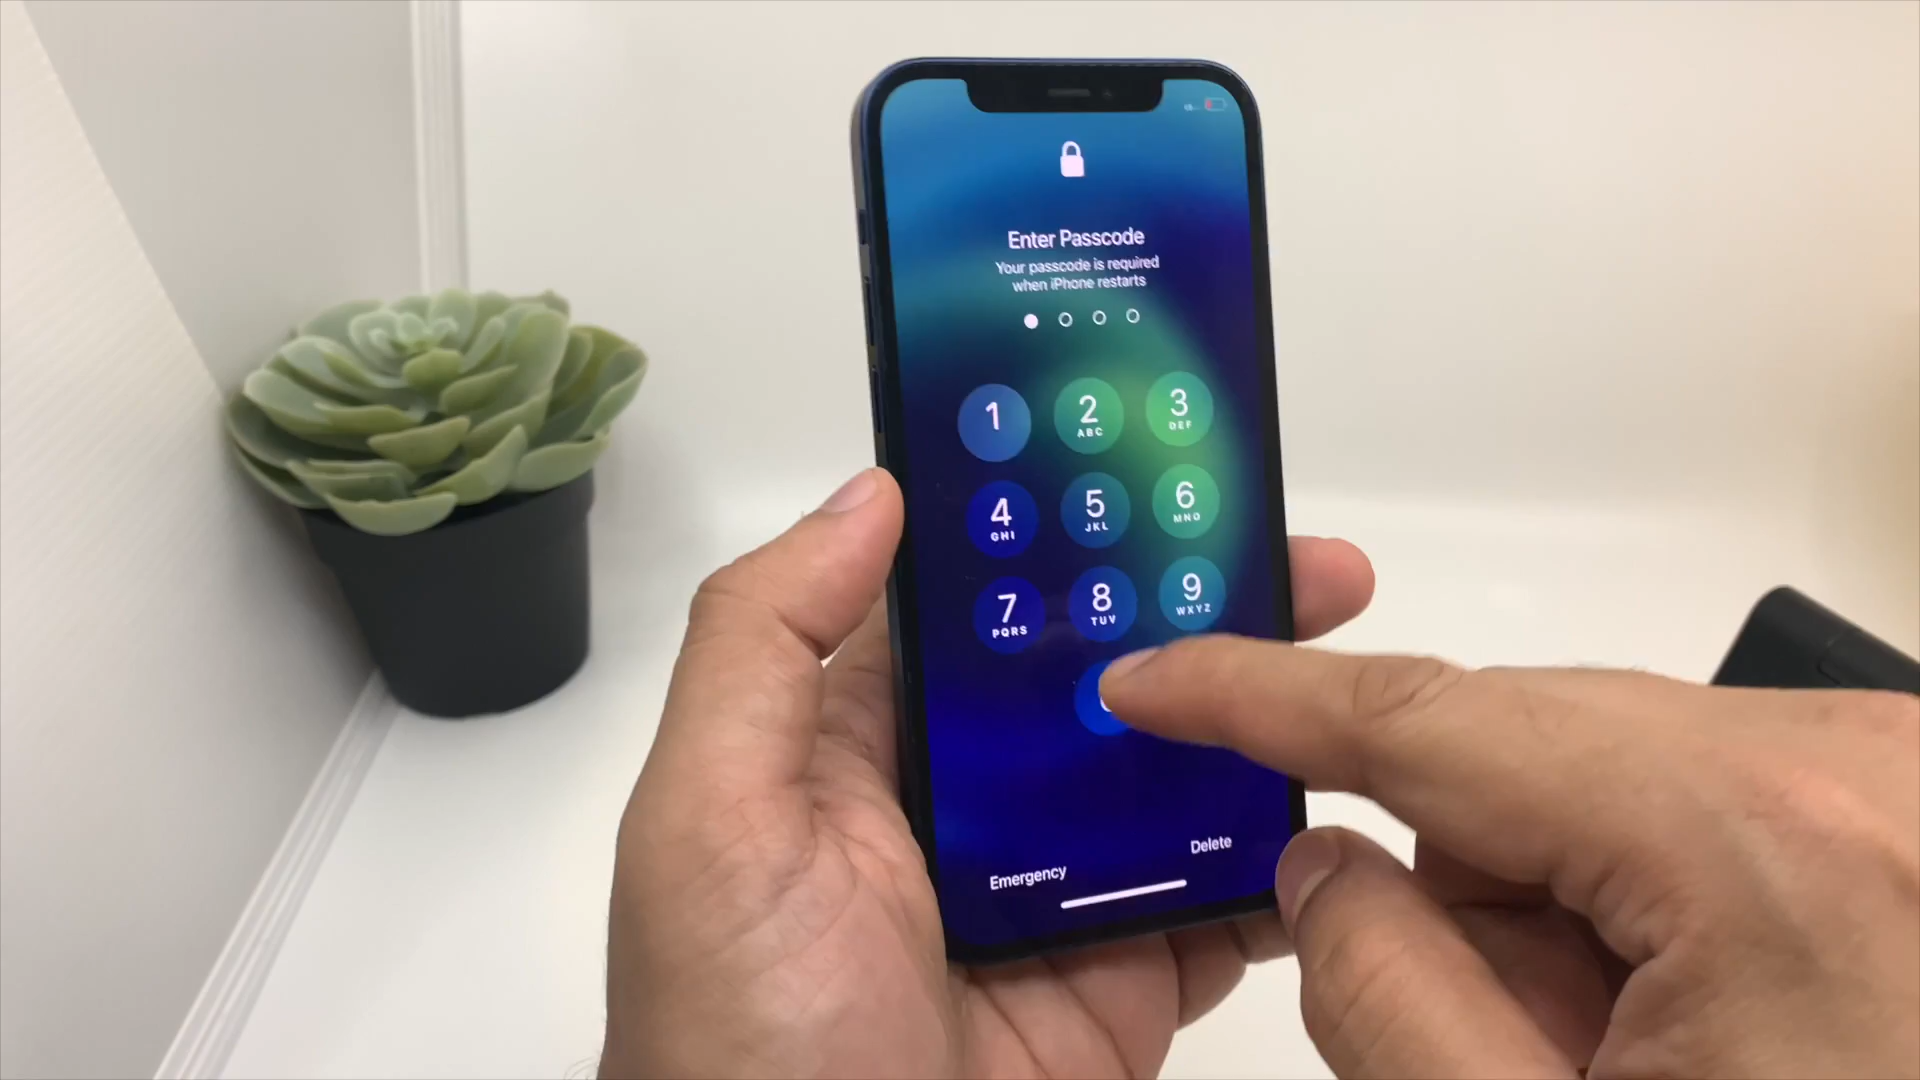 Enter Passcode
Your passcode is required
when iPhone restarts
1
2
ABC
3
DEF
4
GHI
5
JKL
6
MNO
7
PQRS
8
TUV
9
WXYZ
Emergency
Delete